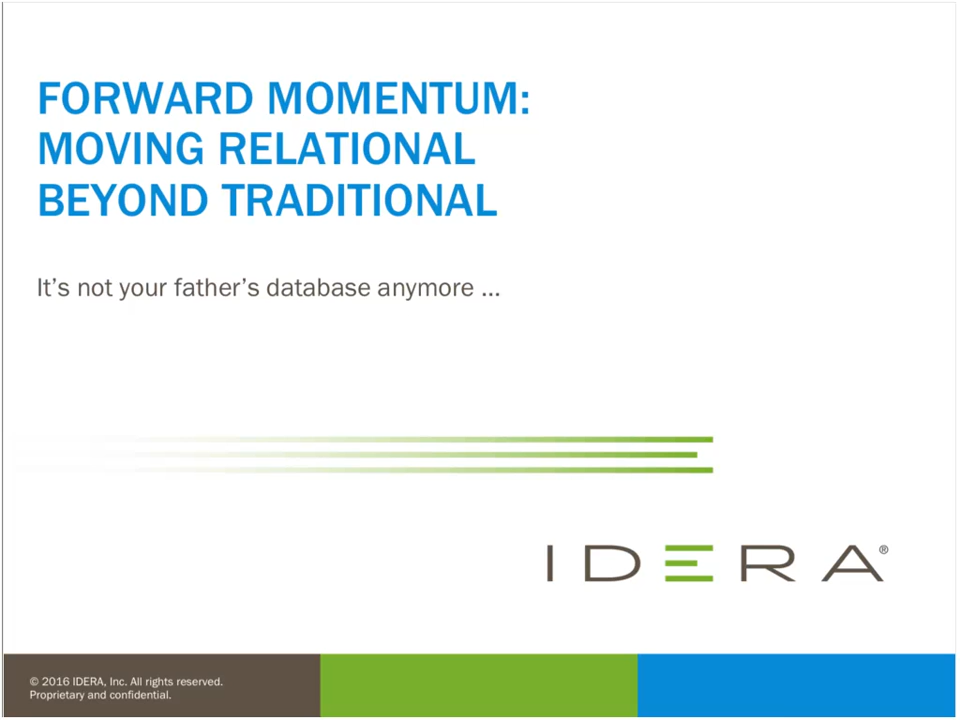 FORWARD MOMENTUM:
MOVING RELATIONAL
BEYOND TRADITIONAL
It's not your father's database anymore ...
IDERA®
© 2016 IDERA, Inc. All rights reserved.
Proprietary and confidential.